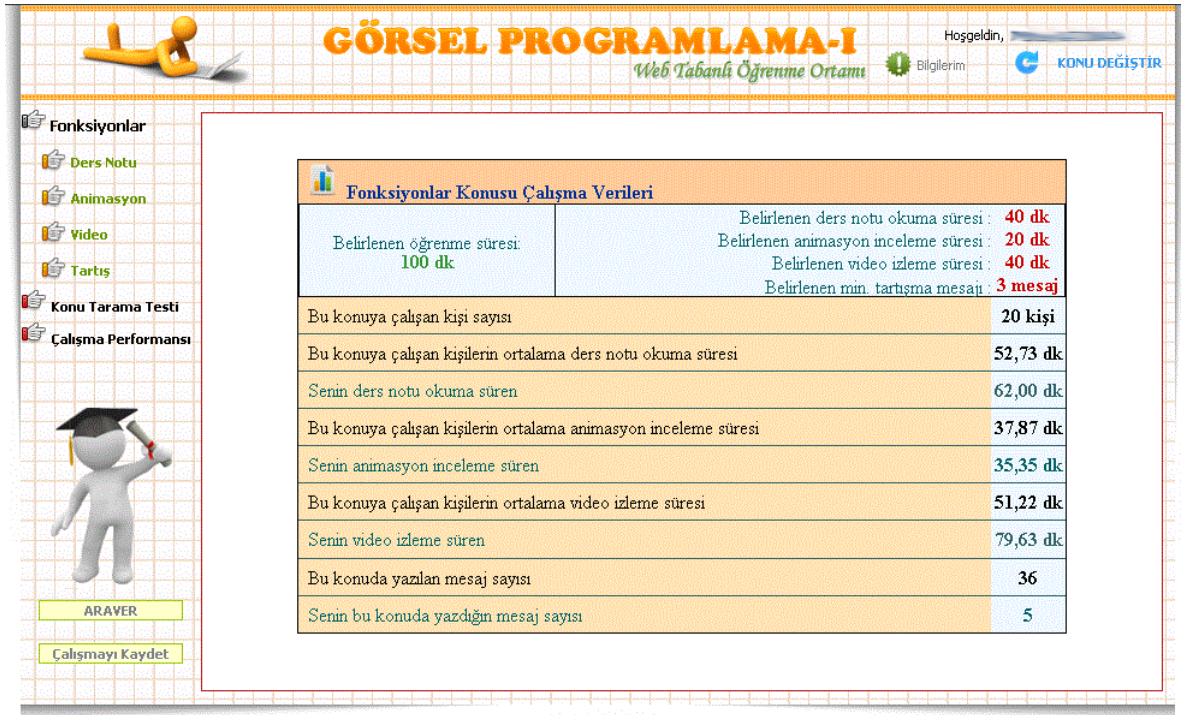 GÖRSEL PROGRAMLAMA-I
Web Tabanlı Öğrenme Ortamı
Hoşgeldin,
Bilgilerim
KONU DEĞİŞTİR
Fonksiyonlar
Ders Notu
Animasyon
Video
Tartış
Konu Tarama Testi
Çalışma Performansı
ARAVER
Çalışmayı Kaydet
Fonksiyonlar Konusu Çalışma Verileri
Belirlenen öğrenme süresi:
100 dk
Belirlenen ders notu okuma süresi : 40 dk
Belirlenen animasyon inceleme süresi : 20 dk
Belirlenen video izleme süresi : 40 dk
Belirlenen min. tartışma mesajı : 3 mesaj
Bu konuya çalışan kişi sayısı 20 kişi
Bu konuya çalışan kişilerin ortalama ders notu okuma süresi 52,73 dk
Senin ders notu okuma süren 62,00 dk
Bu konuya çalışan kişilerin ortalama animasyon inceleme süresi 37,87 dk
Senin animasyon inceleme süren 35,35 dk
Bu konuya çalışan kişilerin ortalama video izleme süresi 51,22 dk
Senin video izleme süren 79,63 dk
Bu konuda yazılan mesaj sayısı 36
Senin bu konuda yazdığın mesaj sayısı 5